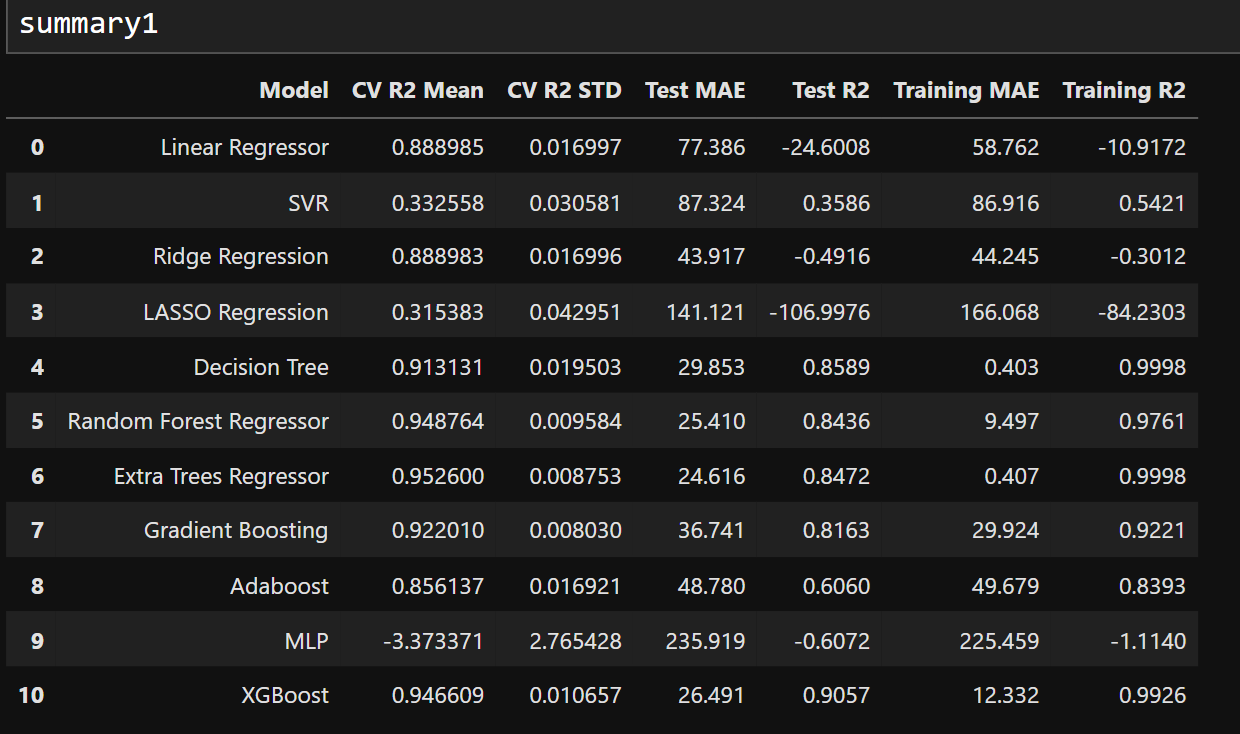 summary1
Model CV R2 Mean CV R2 STD Test MAE Test R2 Training MAE Training R2
0 Linear Regressor 0.888985 0.016997 77.386 -24.6008 58.762 -10.9172
1 SVR 0.332558 0.030581 87.324 0.3586 86.916 0.5421
2 Ridge Regression 0.888983 0.016996 43.917 -0.4916 44.245 -0.3012
3 LASSO Regression 0.315383 0.042951 141.121 -106.9976 166.068 -84.2303
4 Decision Tree 0.913131 0.019503 29.853 0.8589 0.403 0.9998
5 Random Forest Regressor 0.948764 0.009584 25.410 0.8436 9.497 0.9761
6 Extra Trees Regressor 0.952600 0.008753 24.616 0.8472 0.407 0.9998
7 Gradient Boosting 0.922010 0.008030 36.741 0.8163 29.924 0.9221
8 Adaboost 0.856137 0.016921 48.780 0.6060 49.679 0.8393
9 MLP -3.373371 2.765428 235.919 -0.6072 225.459 -1.1140
10 XGBoost 0.946609 0.010657 26.491 0.9057 12.332 0.9926